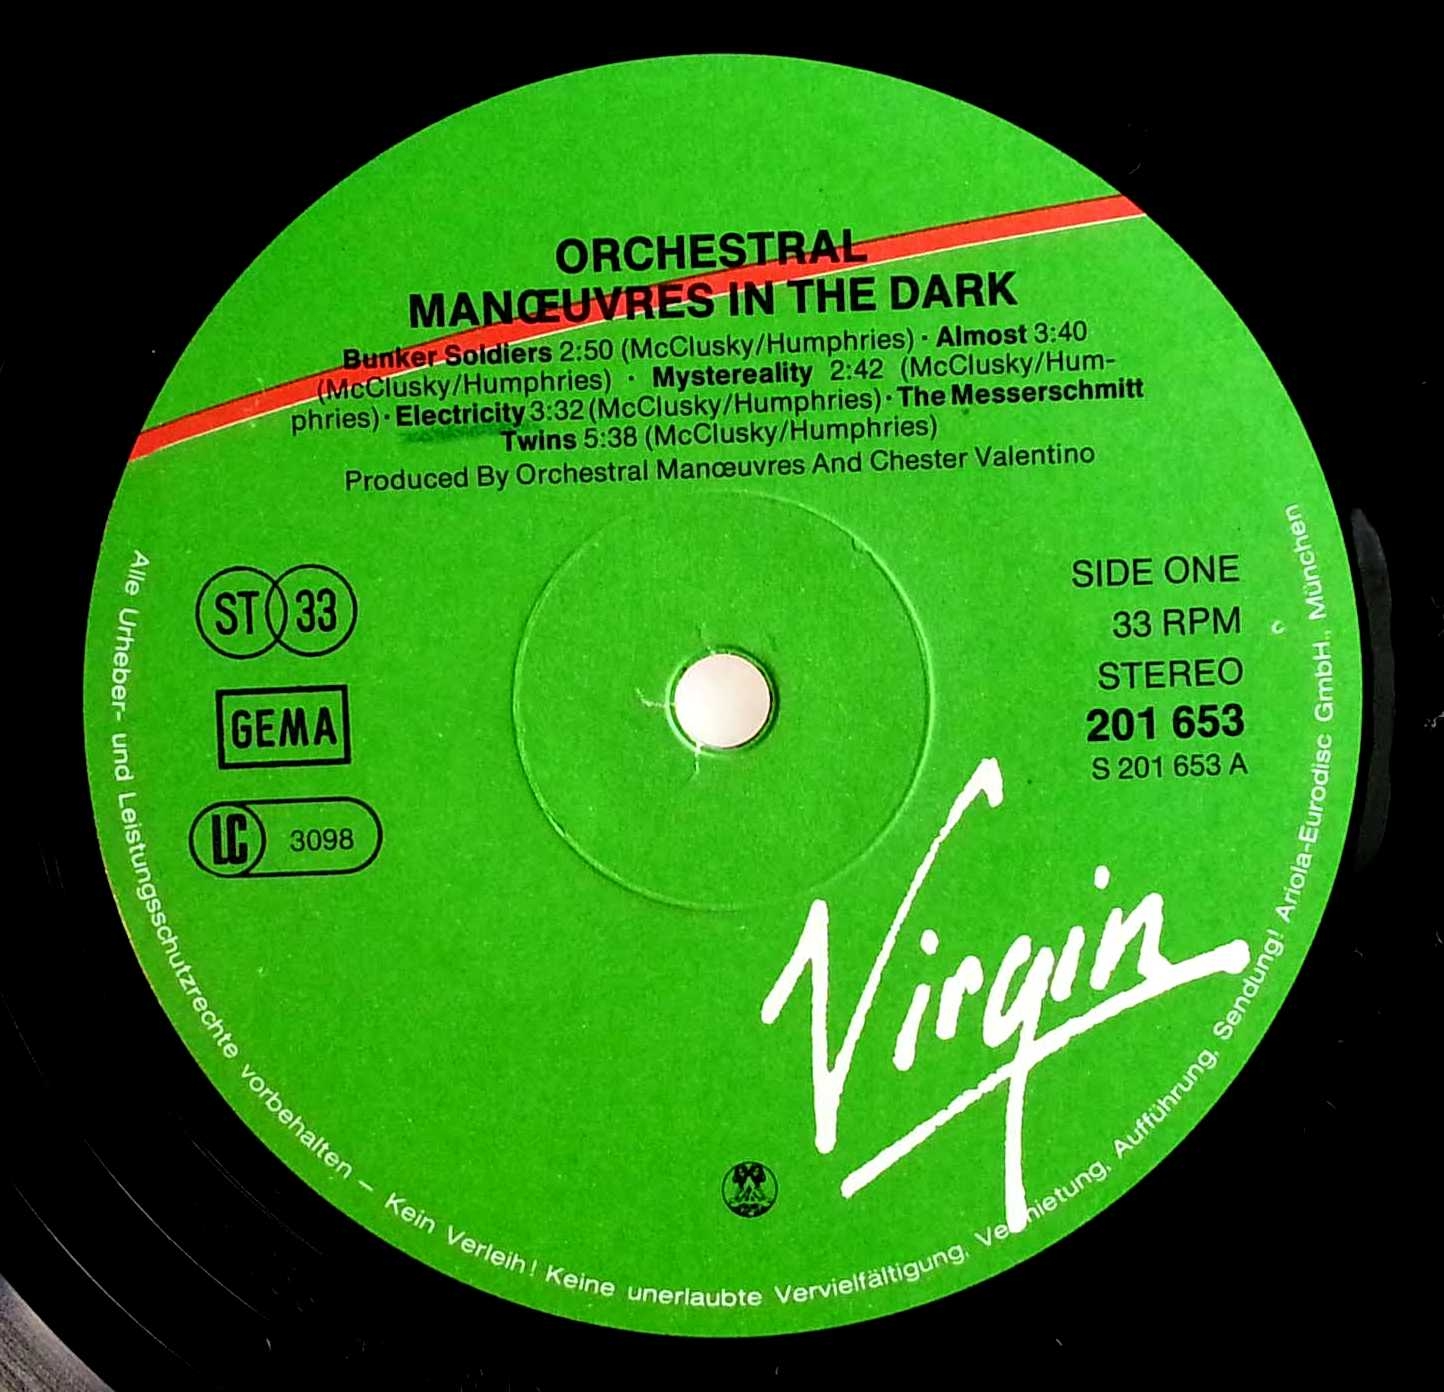 ORCHESTRAL
MANŒUVRES IN THE DARK
Bunker Soldiers 2:50 (McClusky/Humphries) · Almost 3:40
(McClusky/Humphries) · Mystereality 2:42 (McClusky/Hum-
phries) · Electricity 3:32 (McClusky/Humphries) · The Messerschmitt
Twins 5:38 (McClusky/Humphries)
Produced By Orchestral Manœuvres And Chester Valentino
ST 33
GEMA
LC 3098
SIDE ONE
33 RPM
STEREO
201 653
S 201 653 A
Virgin
Alle Urheber- und Leistungsschutzrechte vorbehalten – Kein Verleih! Keine unerlaubte Vervielfältigung, Vermietung, Aufführung, Sendung! Ariola-Eurodisc GmbH., München